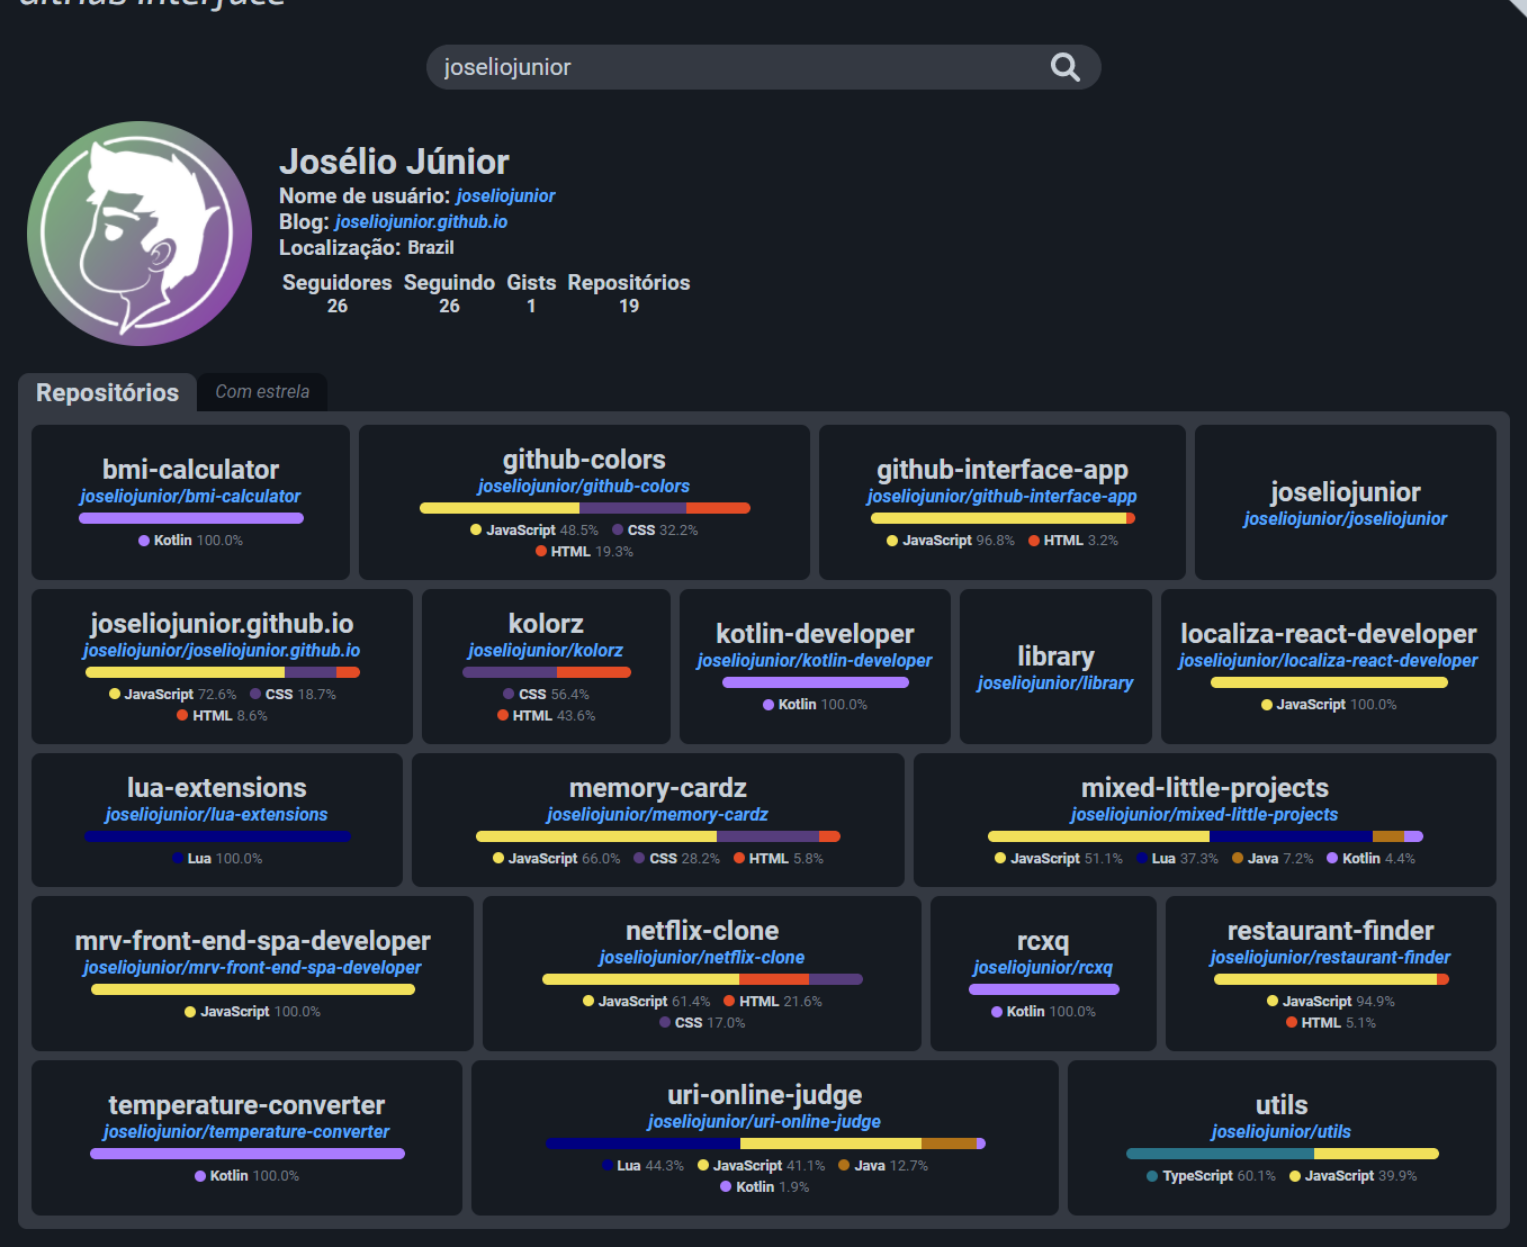 GitHub Interface
joseliojunior
Josélio Júnior
Nome de usuário: joseliojunior
Blog: joseliojunior.github.io
Localização: Brazil
Seguidores Seguindo Gists Repositórios
26 26 1 19
Repositórios Com estrela
bmi-calculator
joseliojunior/bmi-calculator
Kotlin 100.0%
github-colors
joseliojunior/github-colors
JavaScript 48.5% CSS 32.2%
HTML 19.3%
github-interface-app
joseliojunior/github-interface-app
JavaScript 96.8% HTML 3.2%
joseliojunior
joseliojunior/joseliojunior
joseliojunior.github.io
joseliojunior/joseliojunior.github.io
JavaScript 72.6% CSS 18.7%
HTML 8.6%
kolorz
joseliojunior/kolorz
CSS 56.4%
HTML 43.6%
kotlin-developer
joseliojunior/kotlin-developer
Kotlin 100.0%
library
joseliojunior/library
localiza-react-developer
joseliojunior/localiza-react-developer
JavaScript 100.0%
lua-extensions
joseliojunior/lua-extensions
Lua 100.0%
memory-cardz
joseliojunior/memory-cardz
JavaScript 66.0% CSS 28.2% HTML 5.8%
mixed-little-projects
joseliojunior/mixed-little-projects
JavaScript 51.1% Lua 37.3% Java 7.2% Kotlin 4.4%
mrv-front-end-spa-developer
joseliojunior/mrv-front-end-spa-developer
JavaScript 100.0%
netflix-clone
joseliojunior/netflix-clone
JavaScript 61.4% HTML 21.6%
CSS 17.0%
rcxq
joseliojunior/rcxq
Kotlin 100.0%
restaurant-finder
joseliojunior/restaurant-finder
JavaScript 94.9%
HTML 5.1%
temperature-converter
joseliojunior/temperature-converter
Kotlin 100.0%
uri-online-judge
joseliojunior/uri-online-judge
Lua 44.3% JavaScript 41.1% Java 12.7%
Kotlin 1.9%
utils
joseliojunior/utils
TypeScript 60.1% JavaScript 39.9%